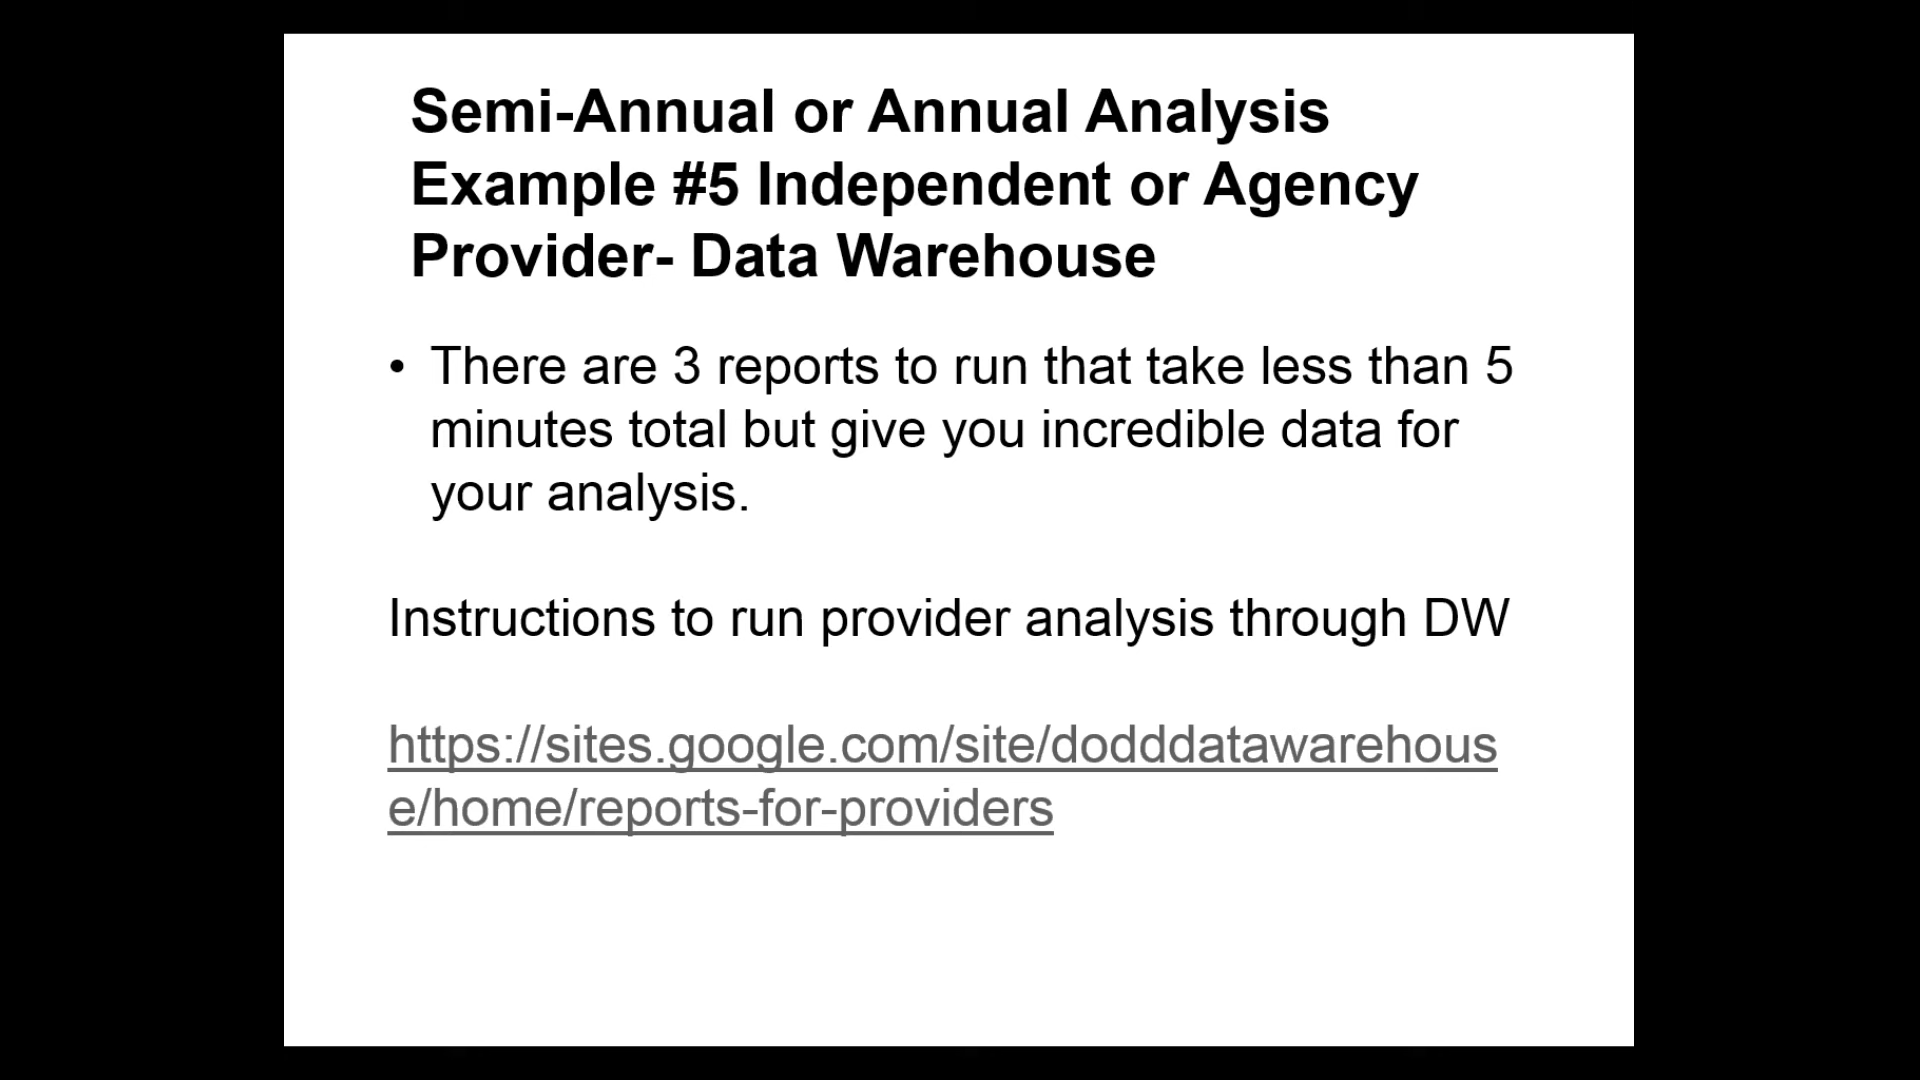 Semi-Annual or Annual Analysis
Example #5 Independent or Agency
Provider- Data Warehouse
• There are 3 reports to run that take less than 5
minutes total but give you incredible data for
your analysis.
Instructions to run provider analysis through DW
https://sites.google.com/site/dodddatawarehous
e/home/reports-for-providers